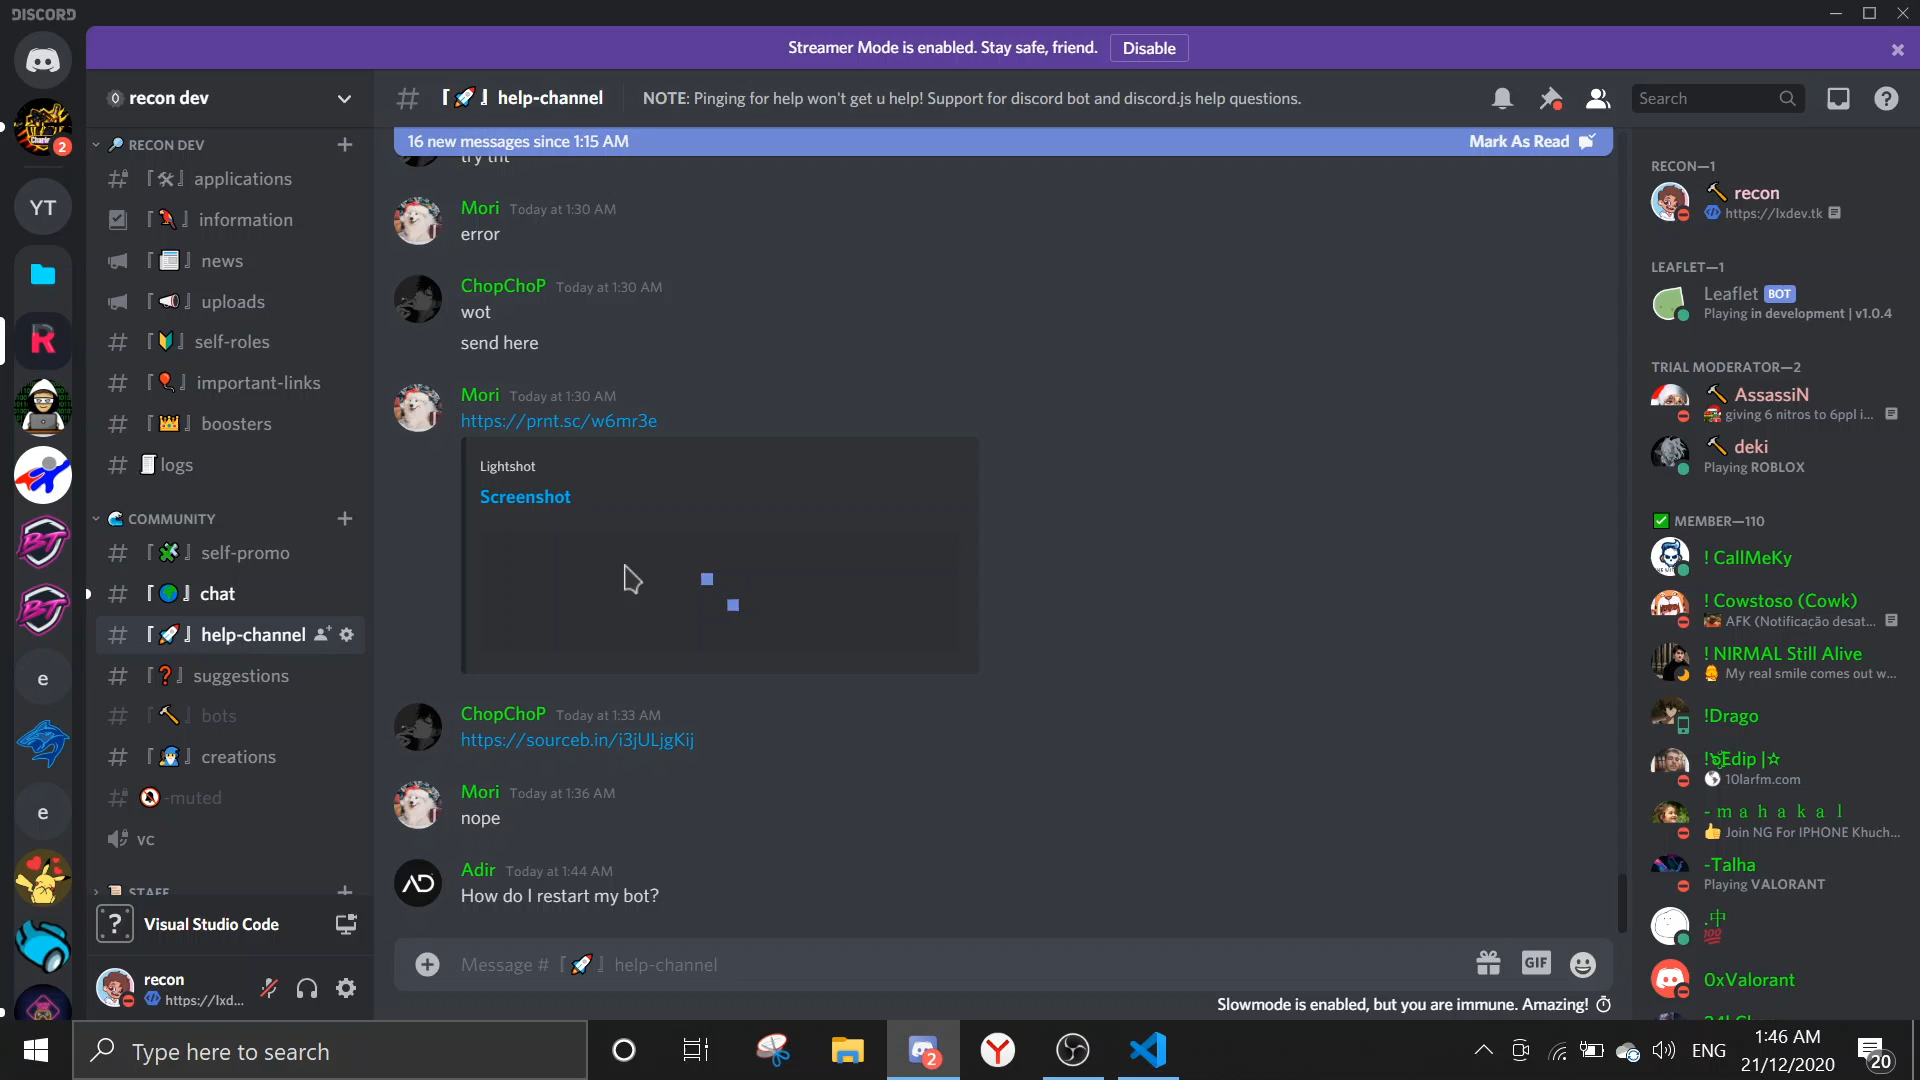 DISCORD
Streamer Mode is enabled. Stay safe, friend.
Disable
recon dev
『🚀』help-channel
NOTE: Pinging for help won't get u help! Support for discord bot and discord.js help questions.
Search
2
YT
R
BT
BT
e
e
🔎 RECON DEV
『🛠』applications
『🦜』information
『📰』news
『📢』uploads
『🔰』self-roles
『🎈』important-links
『👑』boosters
📜logs
🌊 COMMUNITY
『🧩』self-promo
『🌍』chat
『🚀』help-channel
『❓』suggestions
『🔨』bots
『🧙‍♂️』creations
🔕-muted
vc
📜 STAFF
Visual Studio Code
recon
https://lxd...
16 new messages since 1:15 AM
Mark As Read
Mori Today at 1:30 AM
error
ChopChoP Today at 1:30 AM
wot
send here
Mori Today at 1:30 AM
https://prnt.sc/w6mr3e
Lightshot
Screenshot
ChopChoP Today at 1:33 AM
https://sourceb.in/i3jULjgKij
Mori Today at 1:36 AM
nope
AD
Adir Today at 1:44 AM
How do I restart my bot?
Message #『🚀』help-channel
GIF
Slowmode is enabled, but you are immune. Amazing!
RECON—1
🔨 recon
https://lxdev.tk
LEAFLET—1
Leaflet BOT
Playing in development | v1.0.4
TRIAL MODERATOR—2
🔨 AssassiN
giving 6 nitros to 6ppl i...
🔨 deki
Playing ROBLOX
✅ MEMBER—110
! CallMeKy
! Cowstoso (Cowk)
AFK (Notificação desat...
! NIRMAL Still Alive
My real smile comes out w...
!Drago
10larfm.com
- m a h a k a l
👍 Join NG For IPHONE Khuch...
-Talha
Playing VALORANT
.中
💯
0xValorant
Type here to search
2
ENG
1:46 AM
21/12/2020
20